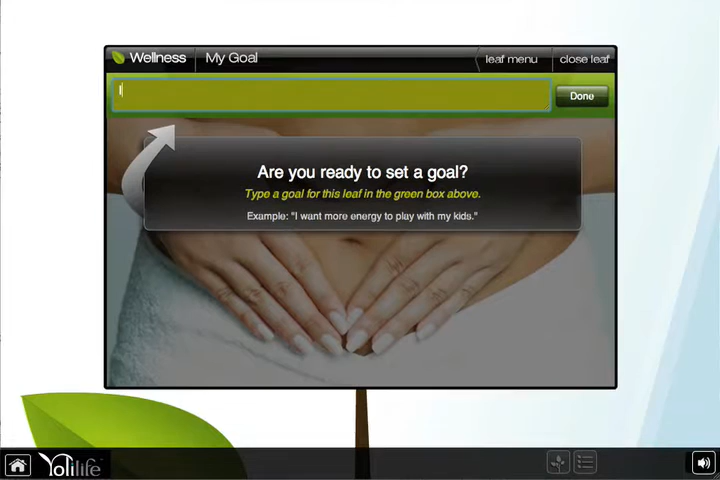 Wellness My Goal leaf menu close leaf
I Done
Are you ready to set a goal?
Type a goal for this leaf in the green box above.
Example: "I want more energy to play with my kids."
Yolilife